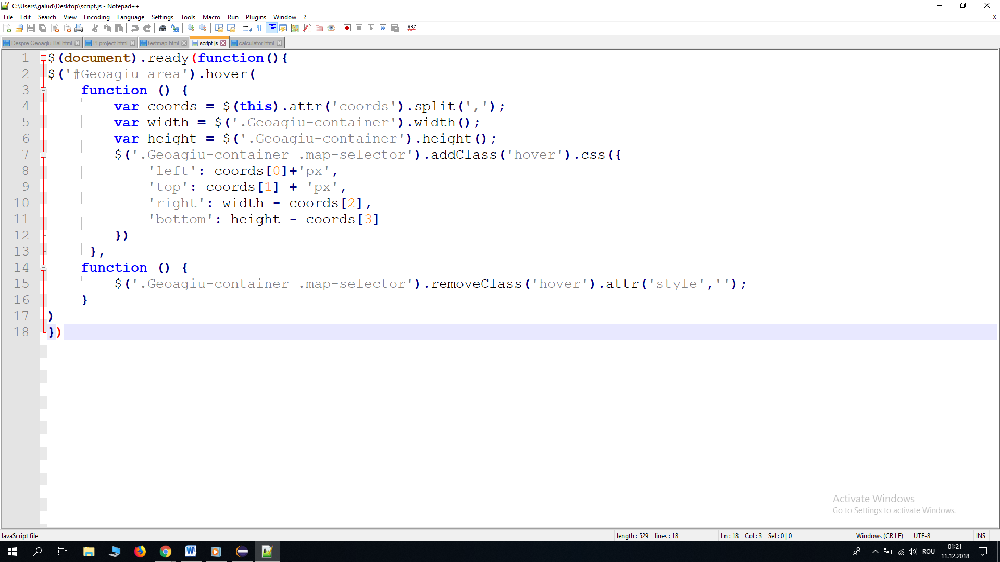 C:\Users\galud\Desktop\script.js - Notepad++
File Edit Search View Encoding Language Settings Tools Macro Run Plugins Window ? X
Despre Geoagiu Bai.html Pi project.html testmap.html script.js calculator.html
1 $(document).ready(function(){
2 $('#Geoagiu area').hover(
3 function () {
4 var coords = $(this).attr('coords').split(',');
5 var width = $('.Geoagiu-container').width();
6 var height = $('.Geoagiu-container').height();
7 $('.Geoagiu-container .map-selector').addClass('hover').css({
8 'left': coords[0]+'px',
9 'top': coords[1] + 'px',
10 'right': width - coords[2],
11 'bottom': height - coords[3]
12 })
13 },
14 function () {
15 $('.Geoagiu-container .map-selector').removeClass('hover').attr('style','');
16 }
17 )
18 })
Activate Windows
Go to Settings to activate Windows.
JavaScript file length : 529 lines : 18 Ln : 18 Col : 3 Sel : 0 | 0 Windows (CR LF) UTF-8 INS
ROU 01:21
11.12.2018